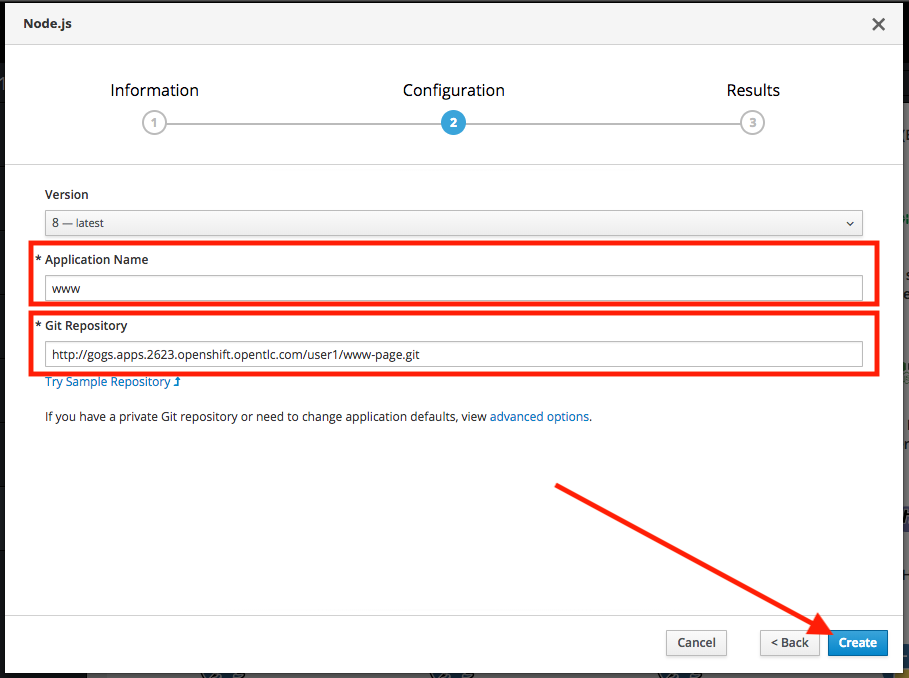 Node.js
Information Configuration Results
1 2 3
Version
8 — latest
* Application Name
www
* Git Repository
http://gogs.apps.2623.openshift.opentlc.com/user1/www-page.git
Try Sample Repository
If you have a private Git repository or need to change application defaults, view advanced options.
Cancel < Back Create